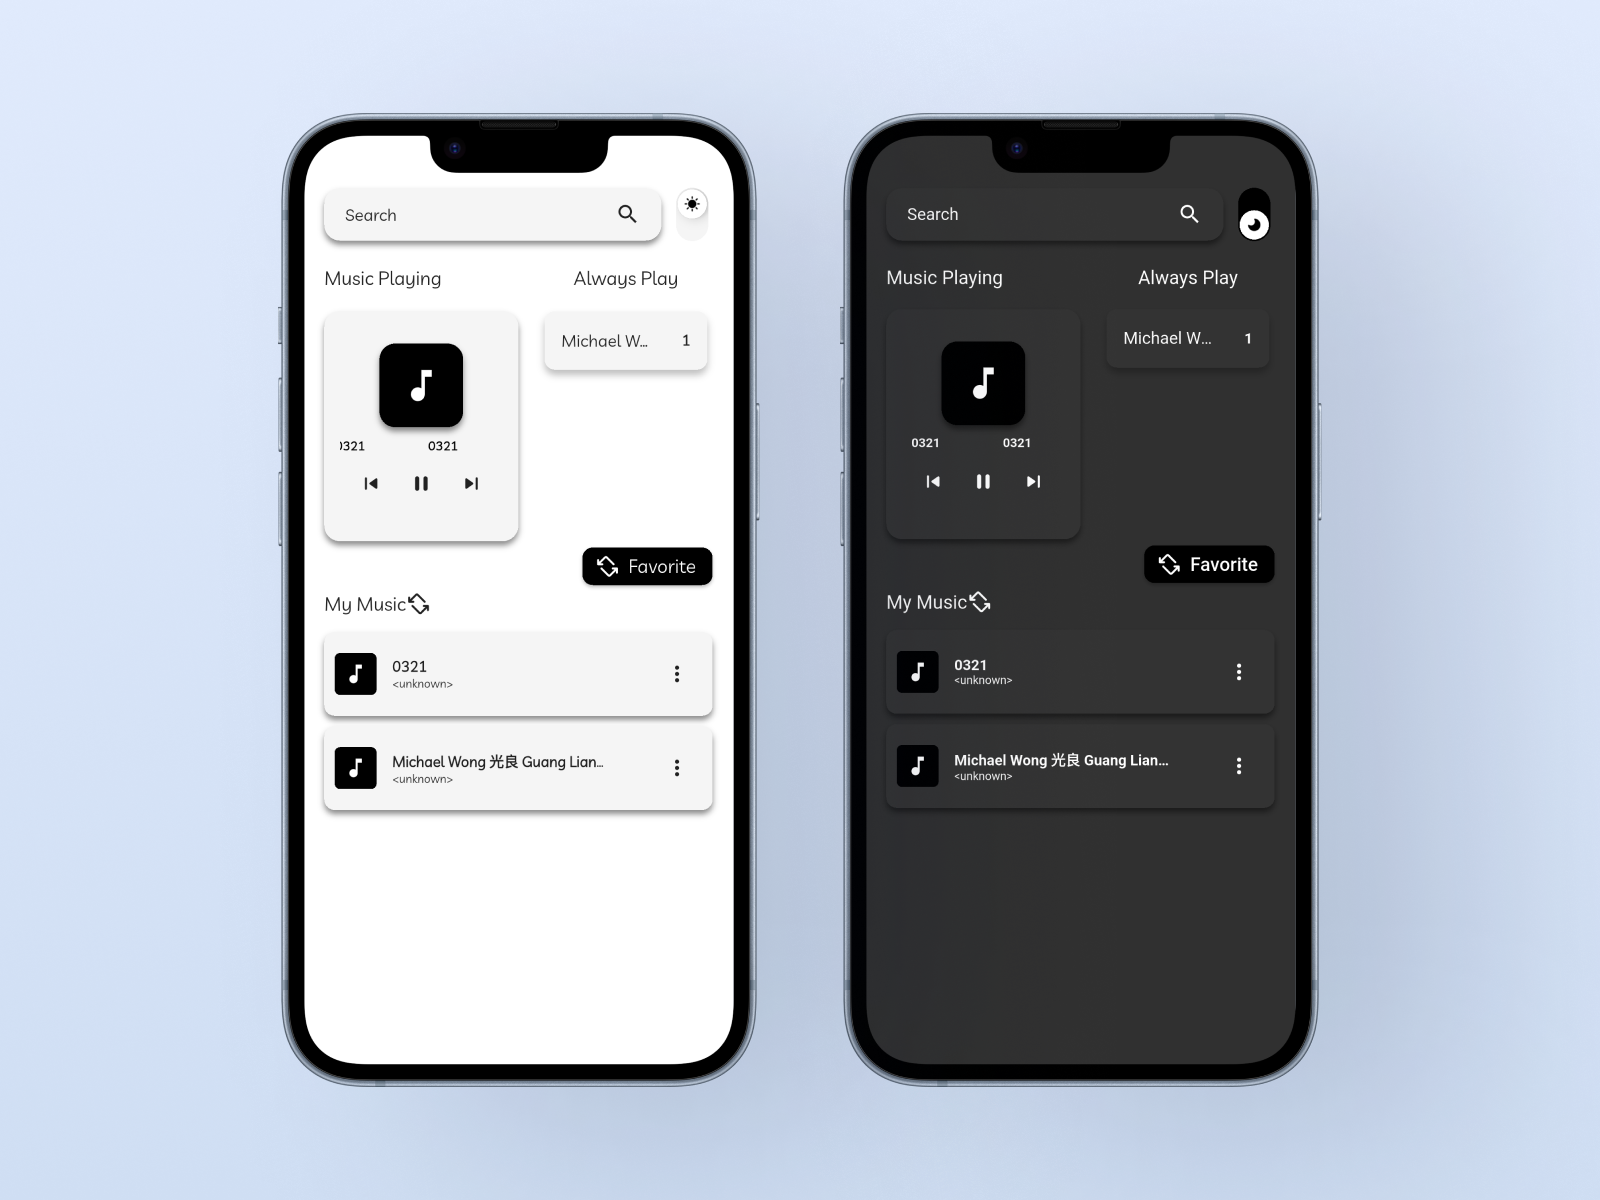 Search
Music Playing
Always Play
Michael W...
1
0321
0321
Favorite
My Music
0321
<unknown>
Michael Wong 光良 Guang Lian...
<unknown>
Search
Music Playing
Always Play
Michael W...
1
0321
0321
Favorite
My Music
0321
<unknown>
Michael Wong 光良 Guang Lian...
<unknown>